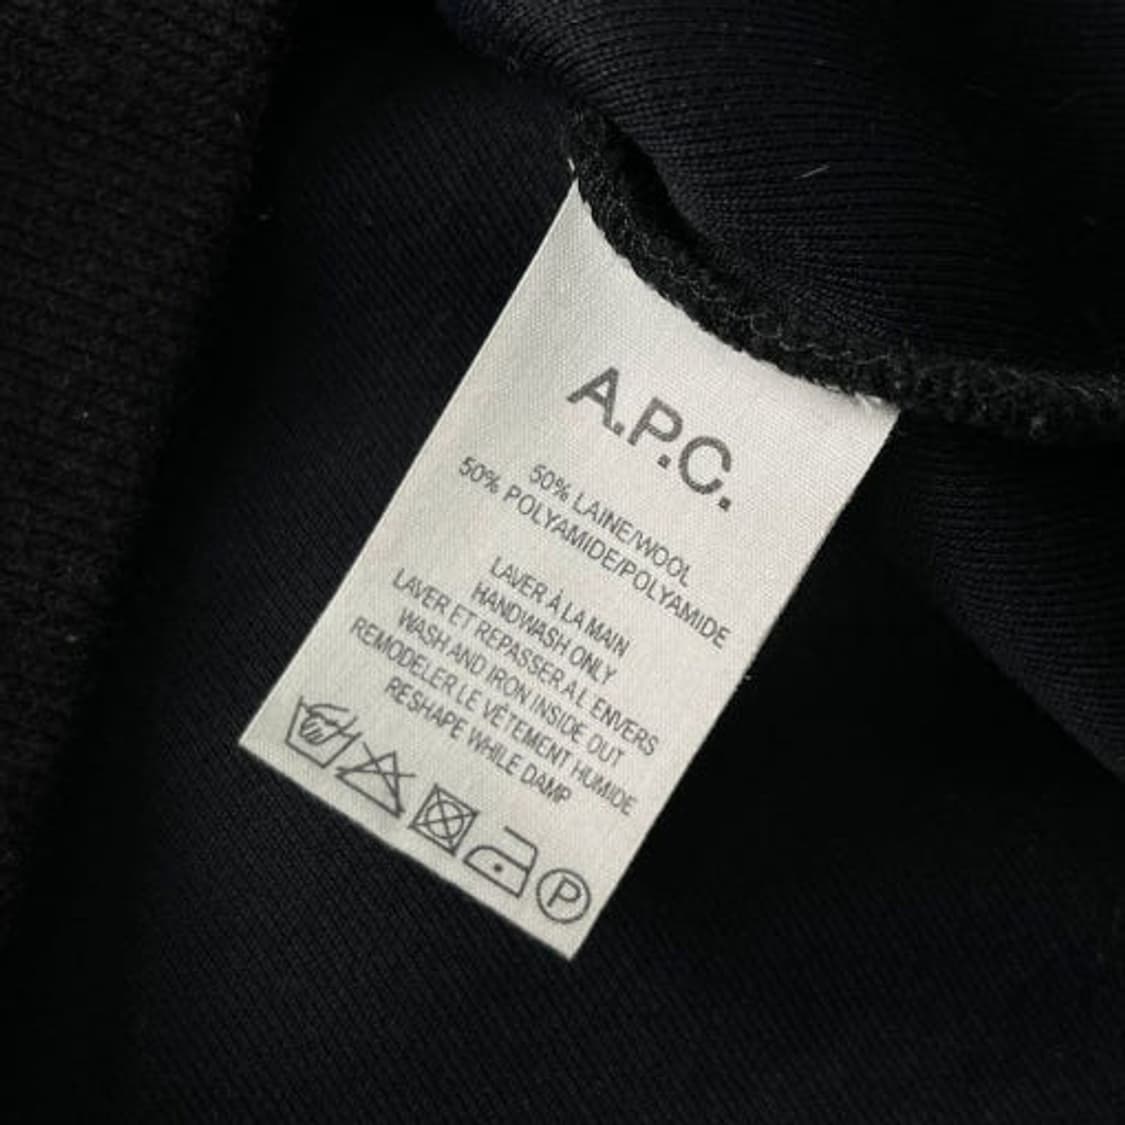 A.P.C.
50% LAINE/WOOL
50% POLYAMIDE/POLYAMIDE
LAVER À LA MAIN
HANDWASH ONLY
LAVER ET REPASSER A L ENVERS
WASH AND IRON INSIDE OUT
REMODELER LE VÊTEMENT HUMIDE
RESHAPE WHILE DAMP
P